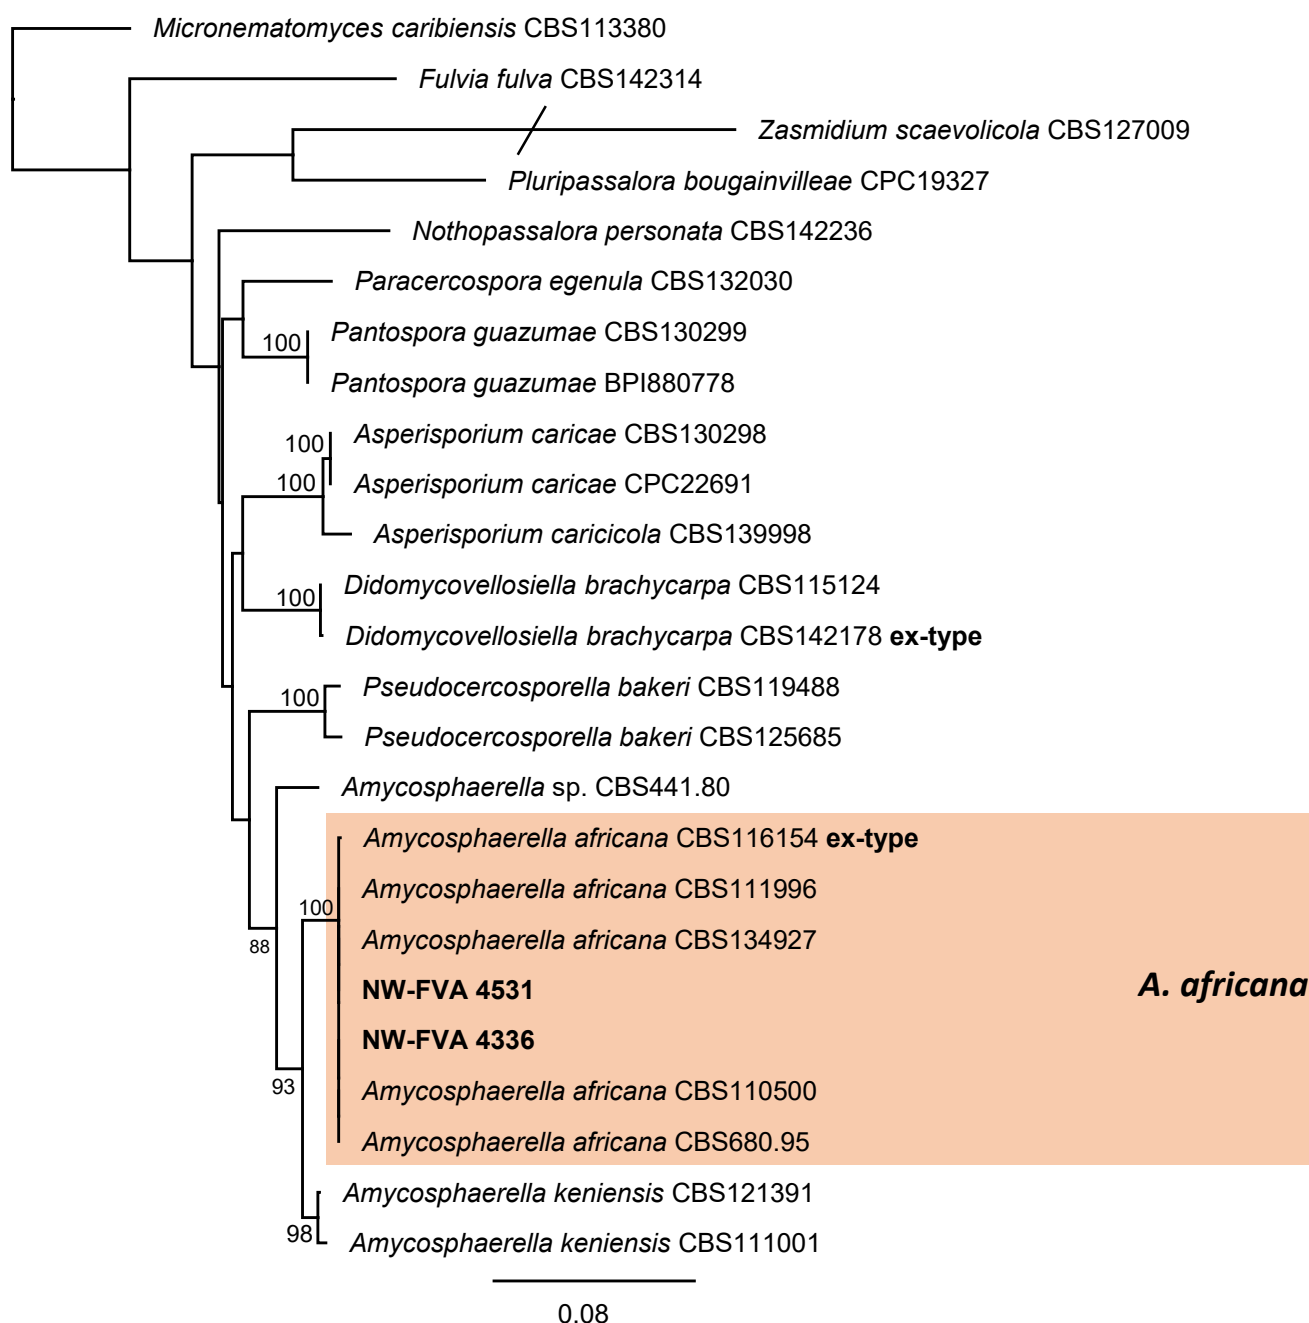 Micronematomyces caribiensis CBS113380
Fulvia fulva CBS142314
Zasmidium scaevolicola CBS127009
Pluripassalora bougainvilleae CPC19327
Nothopassalora personata CBS142236
Paracercospora egenula CBS132030
Pantospora guazumae CBS130299
100
Pantospora guazumae BPI880778
Asperisporium caricae CBS130298
100
Asperisporium caricae CPC22691
100
Asperisporium caricicola CBS139998
Didomycovellosiella brachycarpa CBS115124
100
Didomycovellosiella brachycarpa CBS142178 ex-type
Pseudocercosporella bakeri CBS119488
100
Pseudocercosporella bakeri CBS125685
Amycosphaerella sp. CBS441.80
Amycosphaerella africana CBS116154 ex-type
Amycosphaerella africana CBS111996
100
Amycosphaerella africana CBS134927
88
NW-FVA 4531
A. africana
NW-FVA 4336
93
Amycosphaerella africana CBS110500
Amycosphaerella africana CBS680.95
Amycosphaerella keniensis CBS121391
98
Amycosphaerella keniensis CBS111001
0.08